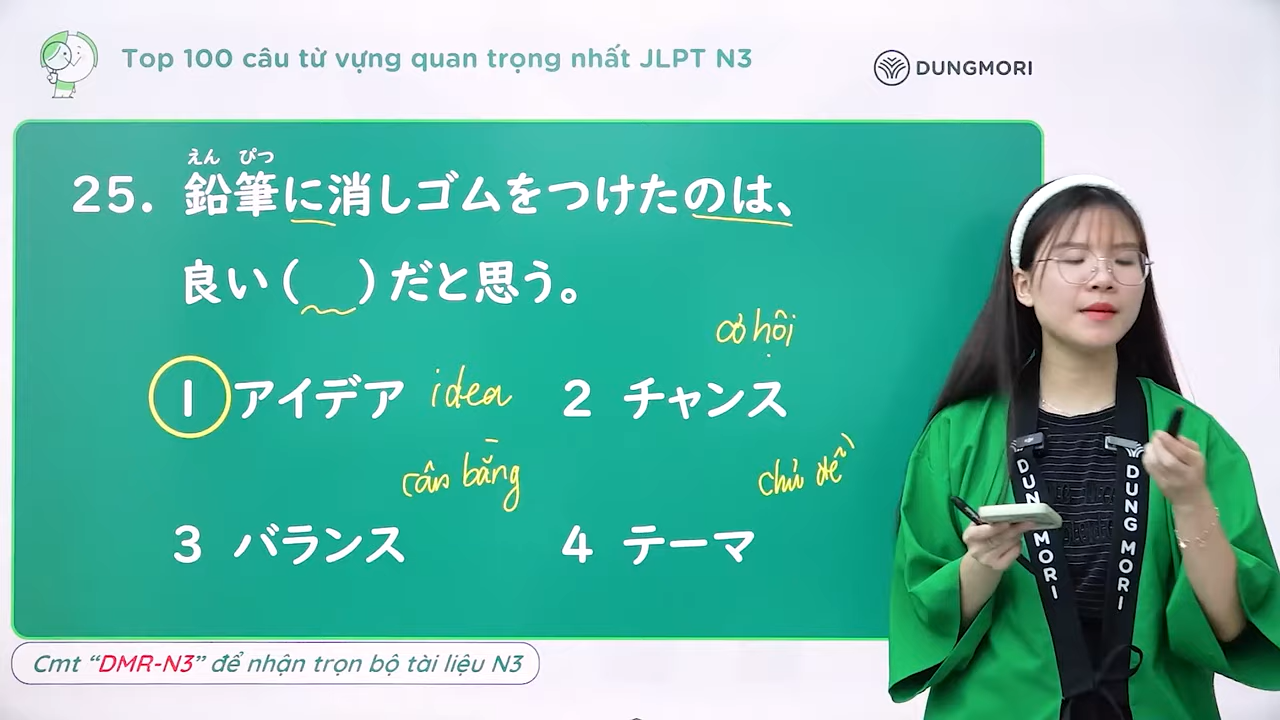 Top 100 câu từ vựng quan trọng nhất JLPT N3
DUNGMORI
えん ぴつ
25. 鉛筆に消しゴムをつけたのは、
良い( )だと思う。
cơ hội
1 アイデア idea 2 チャンス
cân bằng chủ đề
3 バランス 4 テーマ
Cmt “DMR-N3” để nhận trọn bộ tài liệu N3
DUNGMORI
DUNG MORI